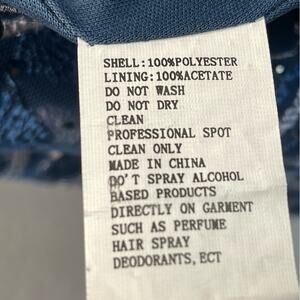 SHELL:100%POLYESTER
LINING:100%ACETATE
DO NOT WASH
DO NOT DRY
CLEAN
PROFESSIONAL SPOT
CLEAN ONLY
MADE IN CHINA
DO'T SPRAY ALCOHOL
BASED PRODUCTS
DIRECTLY ON GARMENT
SUCH AS PERFUME
HAIR SPRAY
DEODORANTS, ECT